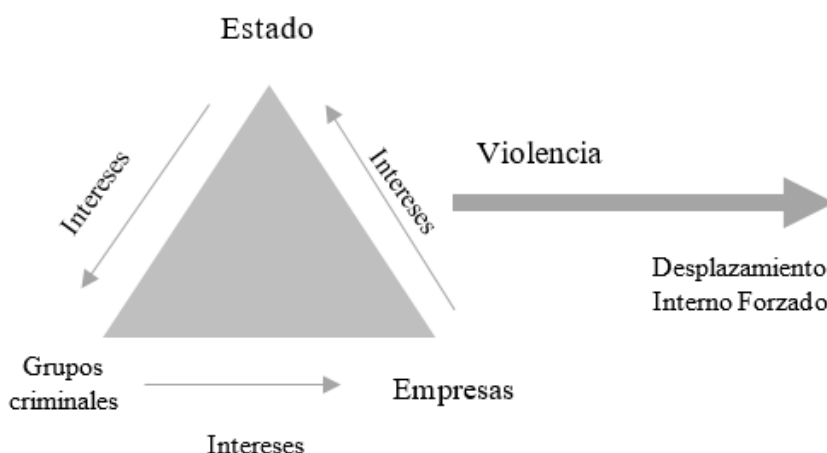 Estado
Intereses
Intereses
Violencia
Desplazamiento
Interno Forzado
Grupos
criminales
Empresas
Intereses